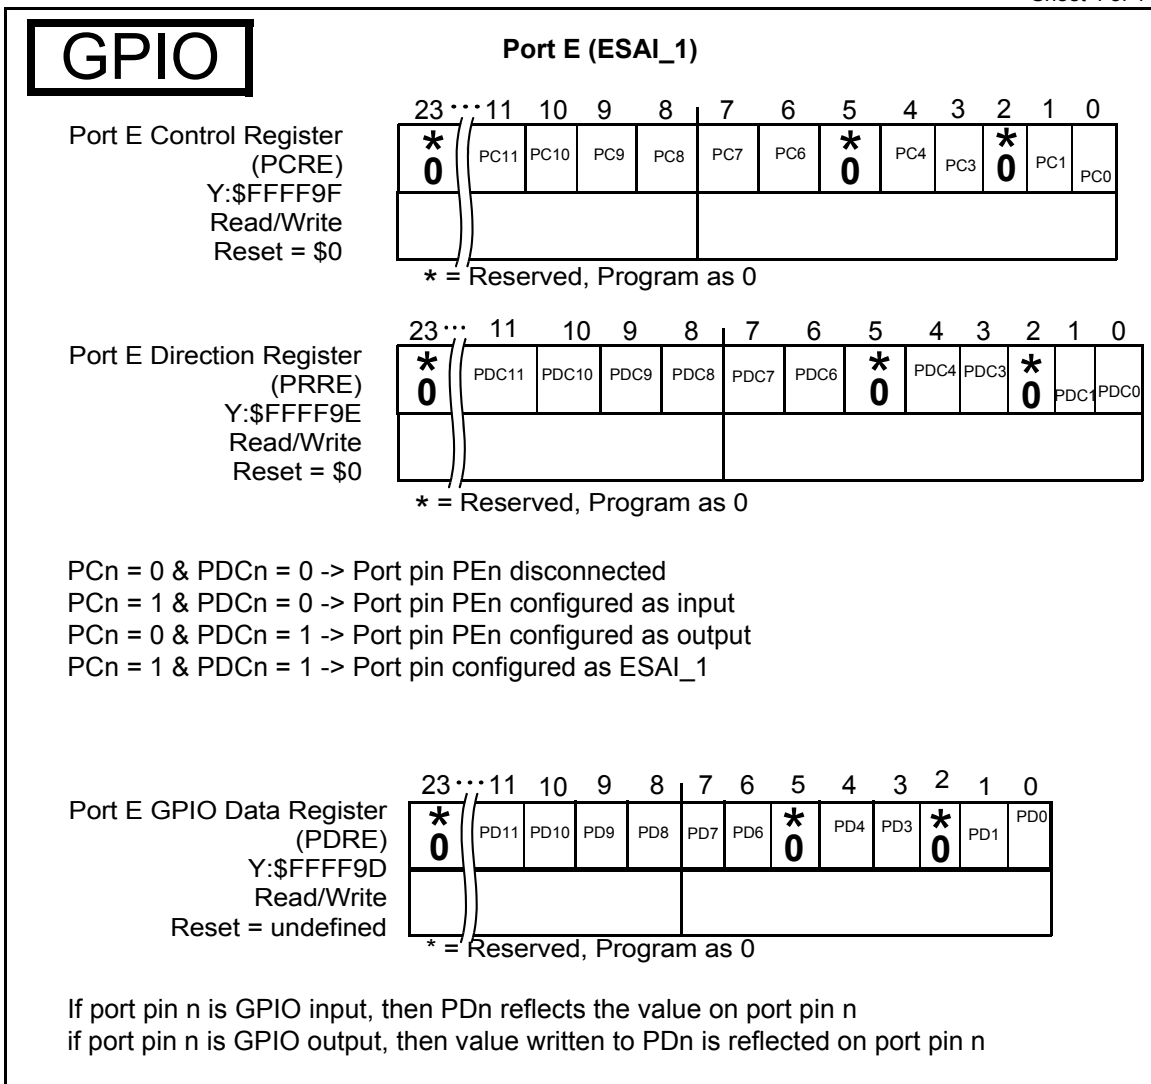 GPIO
Port E (ESAI_1)
23 ··· 11 10 9 8 7 6 5 4 3 2 1 0
Port E Control Register
(PCRE)
Y:$FFFF9F
Read/Write
Reset = $0
* 0 PC11 PC10 PC9 PC8 PC7 PC6 * 0 PC4 PC3 * 0 PC1 PC0
* = Reserved, Program as 0
23 ··· 11 10 9 8 7 6 5 4 3 2 1 0
Port E Direction Register
(PRRE)
Y:$FFFF9E
Read/Write
Reset = $0
* 0 PDC11 PDC10 PDC9 PDC8 PDC7 PDC6 * 0 PDC4 PDC3 * 0 PDC1 PDC0
* = Reserved, Program as 0
PCn = 0 & PDCn = 0 -> Port pin PEn disconnected
PCn = 1 & PDCn = 0 -> Port pin PEn configured as input
PCn = 0 & PDCn = 1 -> Port pin PEn configured as output
PCn = 1 & PDCn = 1 -> Port pin configured as ESAI_1
23 ··· 11 10 9 8 7 6 5 4 3 2 1 0
Port E GPIO Data Register
(PDRE)
Y:$FFFF9D
Read/Write
Reset = undefined
* 0 PD11 PD10 PD9 PD8 PD7 PD6 * 0 PD4 PD3 * 0 PD1 PD0
* = Reserved, Program as 0
If port pin n is GPIO input, then PDn reflects the value on port pin n
if port pin n is GPIO output, then value written to PDn is reflected on port pin n